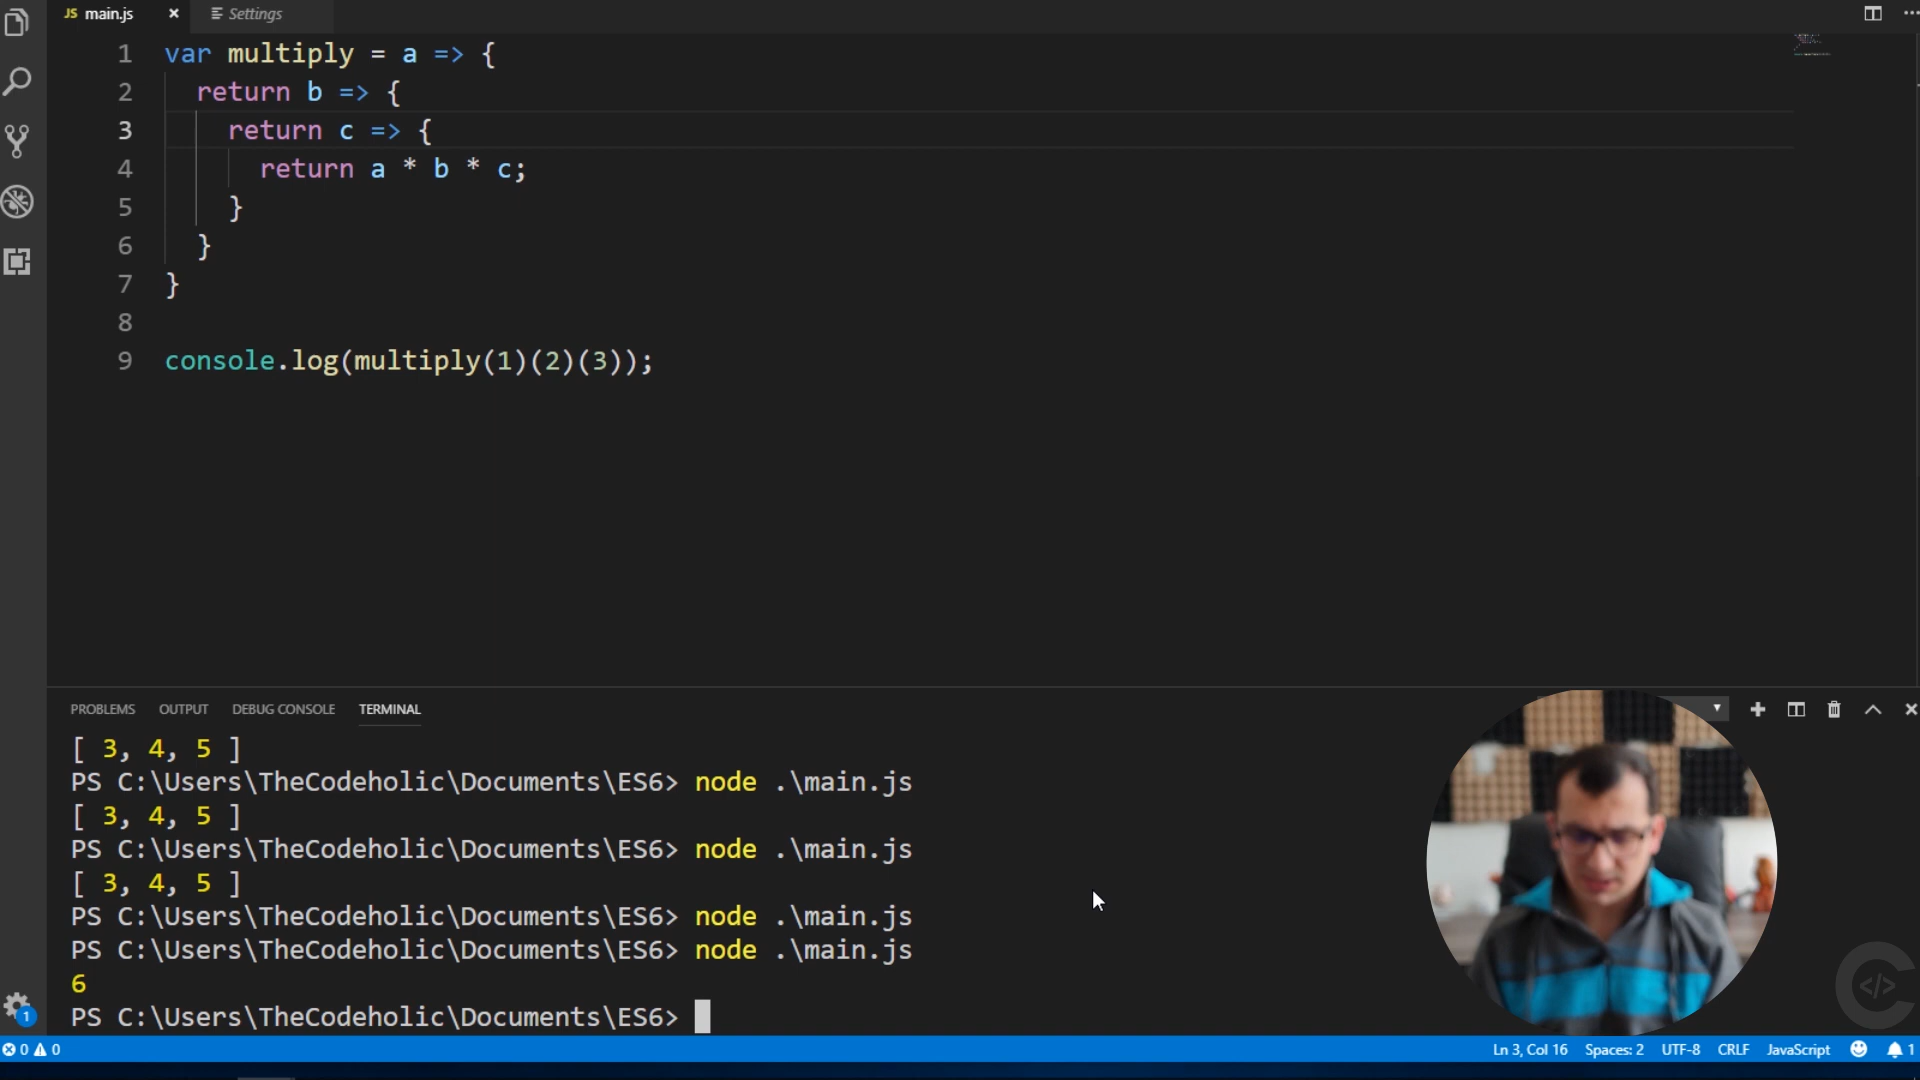 JS main.js × Settings
1 var multiply = a => {
2 return b => {
3 return c => {
4 return a * b * c;
5 }
6 }
7 }
8
9 console.log(multiply(1)(2)(3));
PROBLEMS OUTPUT DEBUG CONSOLE TERMINAL
[ 3, 4, 5 ]
PS C:\Users\TheCodeholic\Documents\ES6> node .\main.js
[ 3, 4, 5 ]
PS C:\Users\TheCodeholic\Documents\ES6> node .\main.js
[ 3, 4, 5 ]
PS C:\Users\TheCodeholic\Documents\ES6> node .\main.js
PS C:\Users\TheCodeholic\Documents\ES6> node .\main.js
6
PS C:\Users\TheCodeholic\Documents\ES6>
1
0 0 Ln 3, Col 16 Spaces: 2 UTF-8 CRLF JavaScript 1